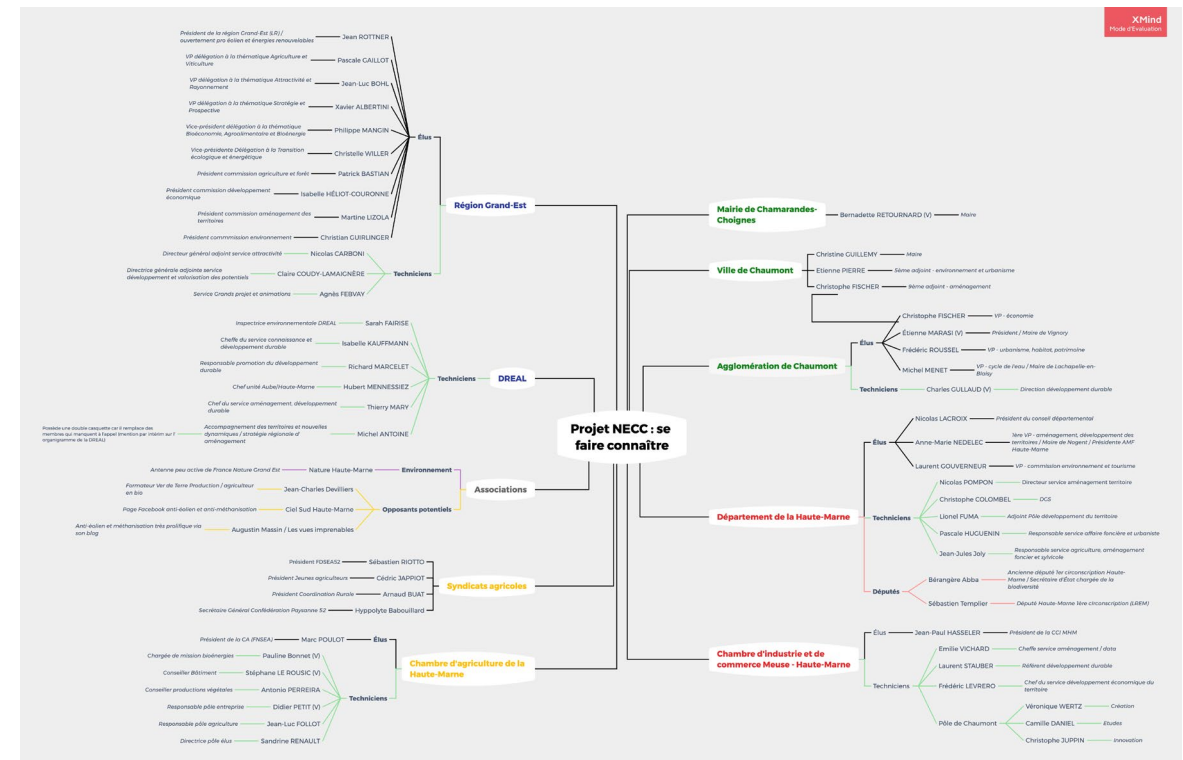 XMind
Mode d'Évaluation
Projet NECC : se
faire connaître
Région Grand-Est
Élus
Président de la région Grand-Est (LR) /
ouvertement pro éolien et énergies renouvelables
Jean ROTTNER
VP délégation à la thématique Agriculture et
Viticulture
Pascale GAILLOT
VP délégation à la thématique Attractivité et
Rayonnement
Jean-Luc BOHL
VP délégation à la thématique Stratégie et
Prospective
Xavier ALBERTINI
Vice-président délégation à la thématique
Bioéconomie, Agroalimentaire et Bioénergie
Philippe MANGIN
Vice-présidente Délégation à la Transition
écologique et énergétique
Christelle WILLER
Président commission agriculture et forêt
Patrick BASTIAN
Président commission développement
économique
Isabelle HÉLIOT-COURONNE
Président commission aménagement des
territoires
Martine LIZOLA
Président commmission environnement
Christian GUIRLINGER
Techniciens
Directeur général adjoint service attractivité
Nicolas CARBONI
Directrice générale adjointe service
développement et valorisation des potentiels
Claire COUDY-LAMAIGNÈRE
Service Grands projet et animations
Agnès FEBVAY
DREAL
Techniciens
Inspectrice environnementale DREAL
Sarah FAIRISE
Cheffe du service connaissance et
développement durable
Isabelle KAUFFMANN
Responsable promotion du développement
durable
Richard MARCELET
Chef unité Aube/Haute-Marne
Hubert MENNESSIEZ
Chef du service aménagement, développement
durable
Thierry MARY
Possède une double casquette car il remplace des
membres qui manquent à l'appel (mention par intérim sur l'
organigramme de la DREAL)
Accompagnement des territoires et nouvelles
dynamiques / stratégie régionale d'
aménagement
Michel ANTOINE
Associations
Environnement
Antenne peu active de France Nature Grand Est
Nature Haute-Marne
Opposants potentiels
Formateur Ver de Terre Production / agriculteur
en bio
Jean-Charles Devilliers
Page Facebook anti-éolien et anti-méthanisation
Ciel Sud Haute-Marne
Anti-éolien et méthanisation très prolifique via
son blog
Augustin Massin / Les vues imprenables
Syndicats agricoles
Président FDSEA52
Sébastien RIOTTO
Président Jeunes agriculteurs
Cédric JAPPIOT
Président Coordination Rurale
Arnaud BUAT
Secrétaire Général Confédération Paysanne 52
Hyppolyte Babouillard
Chambre d'agriculture de la
Haute-Marne
Élus
Président de la CA (FNSEA)
Marc POULOT
Techniciens
Chargée de mission bioénergies
Pauline Bonnet (V)
Conseiller Bâtiment
Stéphane LE ROUSIC (V)
Conseiller productions végétales
Antonio PERREIRA
Responsable pôle entreprise
Didier PETIT (V)
Responsable pôle agriculture
Jean-Luc FOLLOT
Directrice pôle élus
Sandrine RENAULT
Mairie de Chamarandes-
Choignes
Bernadette RETOURNARD (V)
Maire
Ville de Chaumont
Christine GUILLEMY
Maire
Etienne PIERRE
5ème adjoint - environnement et urbanisme
Christophe FISCHER
9ème adjoint - aménagement
Agglomération de Chaumont
Élus
Christophe FISCHER
VP - économie
Étienne MARASI (V)
Président / Maire de Vignory
Frédéric ROUSSEL
VP - urbanisme, habitat, patrimoine
Michel MENET
VP - cycle de l'eau / Maire de Lachapelle-en-
Blaisy
Techniciens
Charles GULLAUD (V)
Direction développement durable
Département de la Haute-Marne
Élus
Nicolas LACROIX
Président du conseil départemental
Anne-Marie NEDELEC
1ère VP - aménagement, développement des
territoires / Maire de Nogent / Présidente AMF
Haute-Marne
Laurent GOUVERNEUR
VP - commission environnement et tourisme
Techniciens
Nicolas POMPON
Directeur service aménagement territoire
Christophe COLOMBEL
DGS
Lionel FUMA
Adjoint Pôle développement du territoire
Pascale HUGUENIN
Responsable service affaire foncière et urbaniste
Jean-Jules Joly
Responsable service agriculture, aménagement
foncier et sylvicole
Députés
Bérangère Abba
Ancienne député 1er circonscription Haute-
Marne / Secrétaire d'État chargée de la
biodiversité
Sébastien Templier
Député Haute-Marne 1ère circonscription (LREM)
Chambre d'industrie et de
commerce Meuse - Haute-Marne
Élus
Jean-Paul HASSELER
Président de la CCI MHM
Techniciens
Emilie VICHARD
Cheffe service aménagement / data
Laurent STAUBER
Référent développement durable
Frédéric LEVRERO
Chef du service développement économique du
territoire
Pôle de Chaumont
Véronique WERTZ
Création
Camille DANIEL
Etudes
Christophe JUPPIN
Innovation